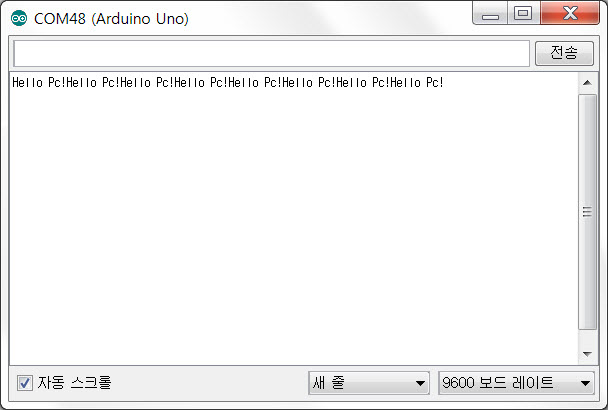 COM48 (Arduino Uno)
전송
Hello Pc!Hello Pc!Hello Pc!Hello Pc!Hello Pc!Hello Pc!Hello Pc!Hello Pc!
자동 스크롤
새 줄
9600 보드 레이트